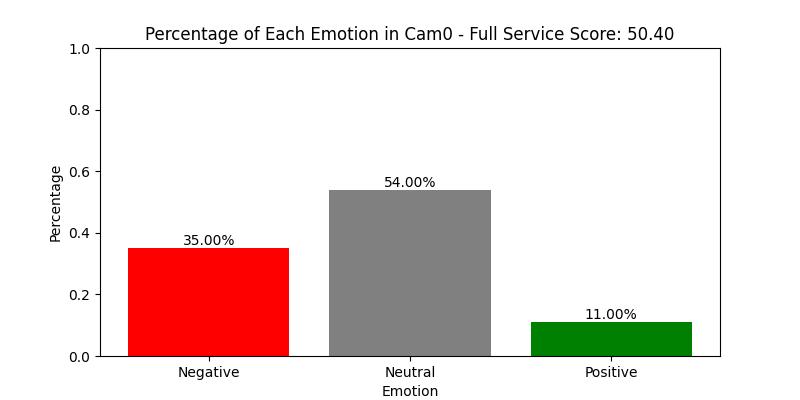 Percentage of Each Emotion in Cam0 - Full Service Score: 50.40
1.0
0.8
0.6
0.4
0.2
0.0
Percentage
35.00%
54.00%
11.00%
Negative
Neutral
Positive
Emotion